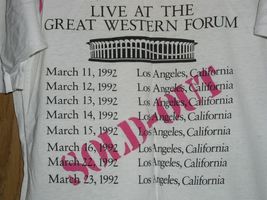 LIVE AT THE
GREAT WESTERN FORUM
March 11, 1992 Los Angeles, California
March 12, 1992 Los Angeles, California
March 13, 1992 Los Angeles, California
March 14, 1992 Los Angeles, California
March 15, 1992 Los Angeles, California
March 16, 1992 Los Angeles, California
March 22, 1992 Los Angeles, California
March 23, 1992 Los Angeles, California
SOLD-OUT